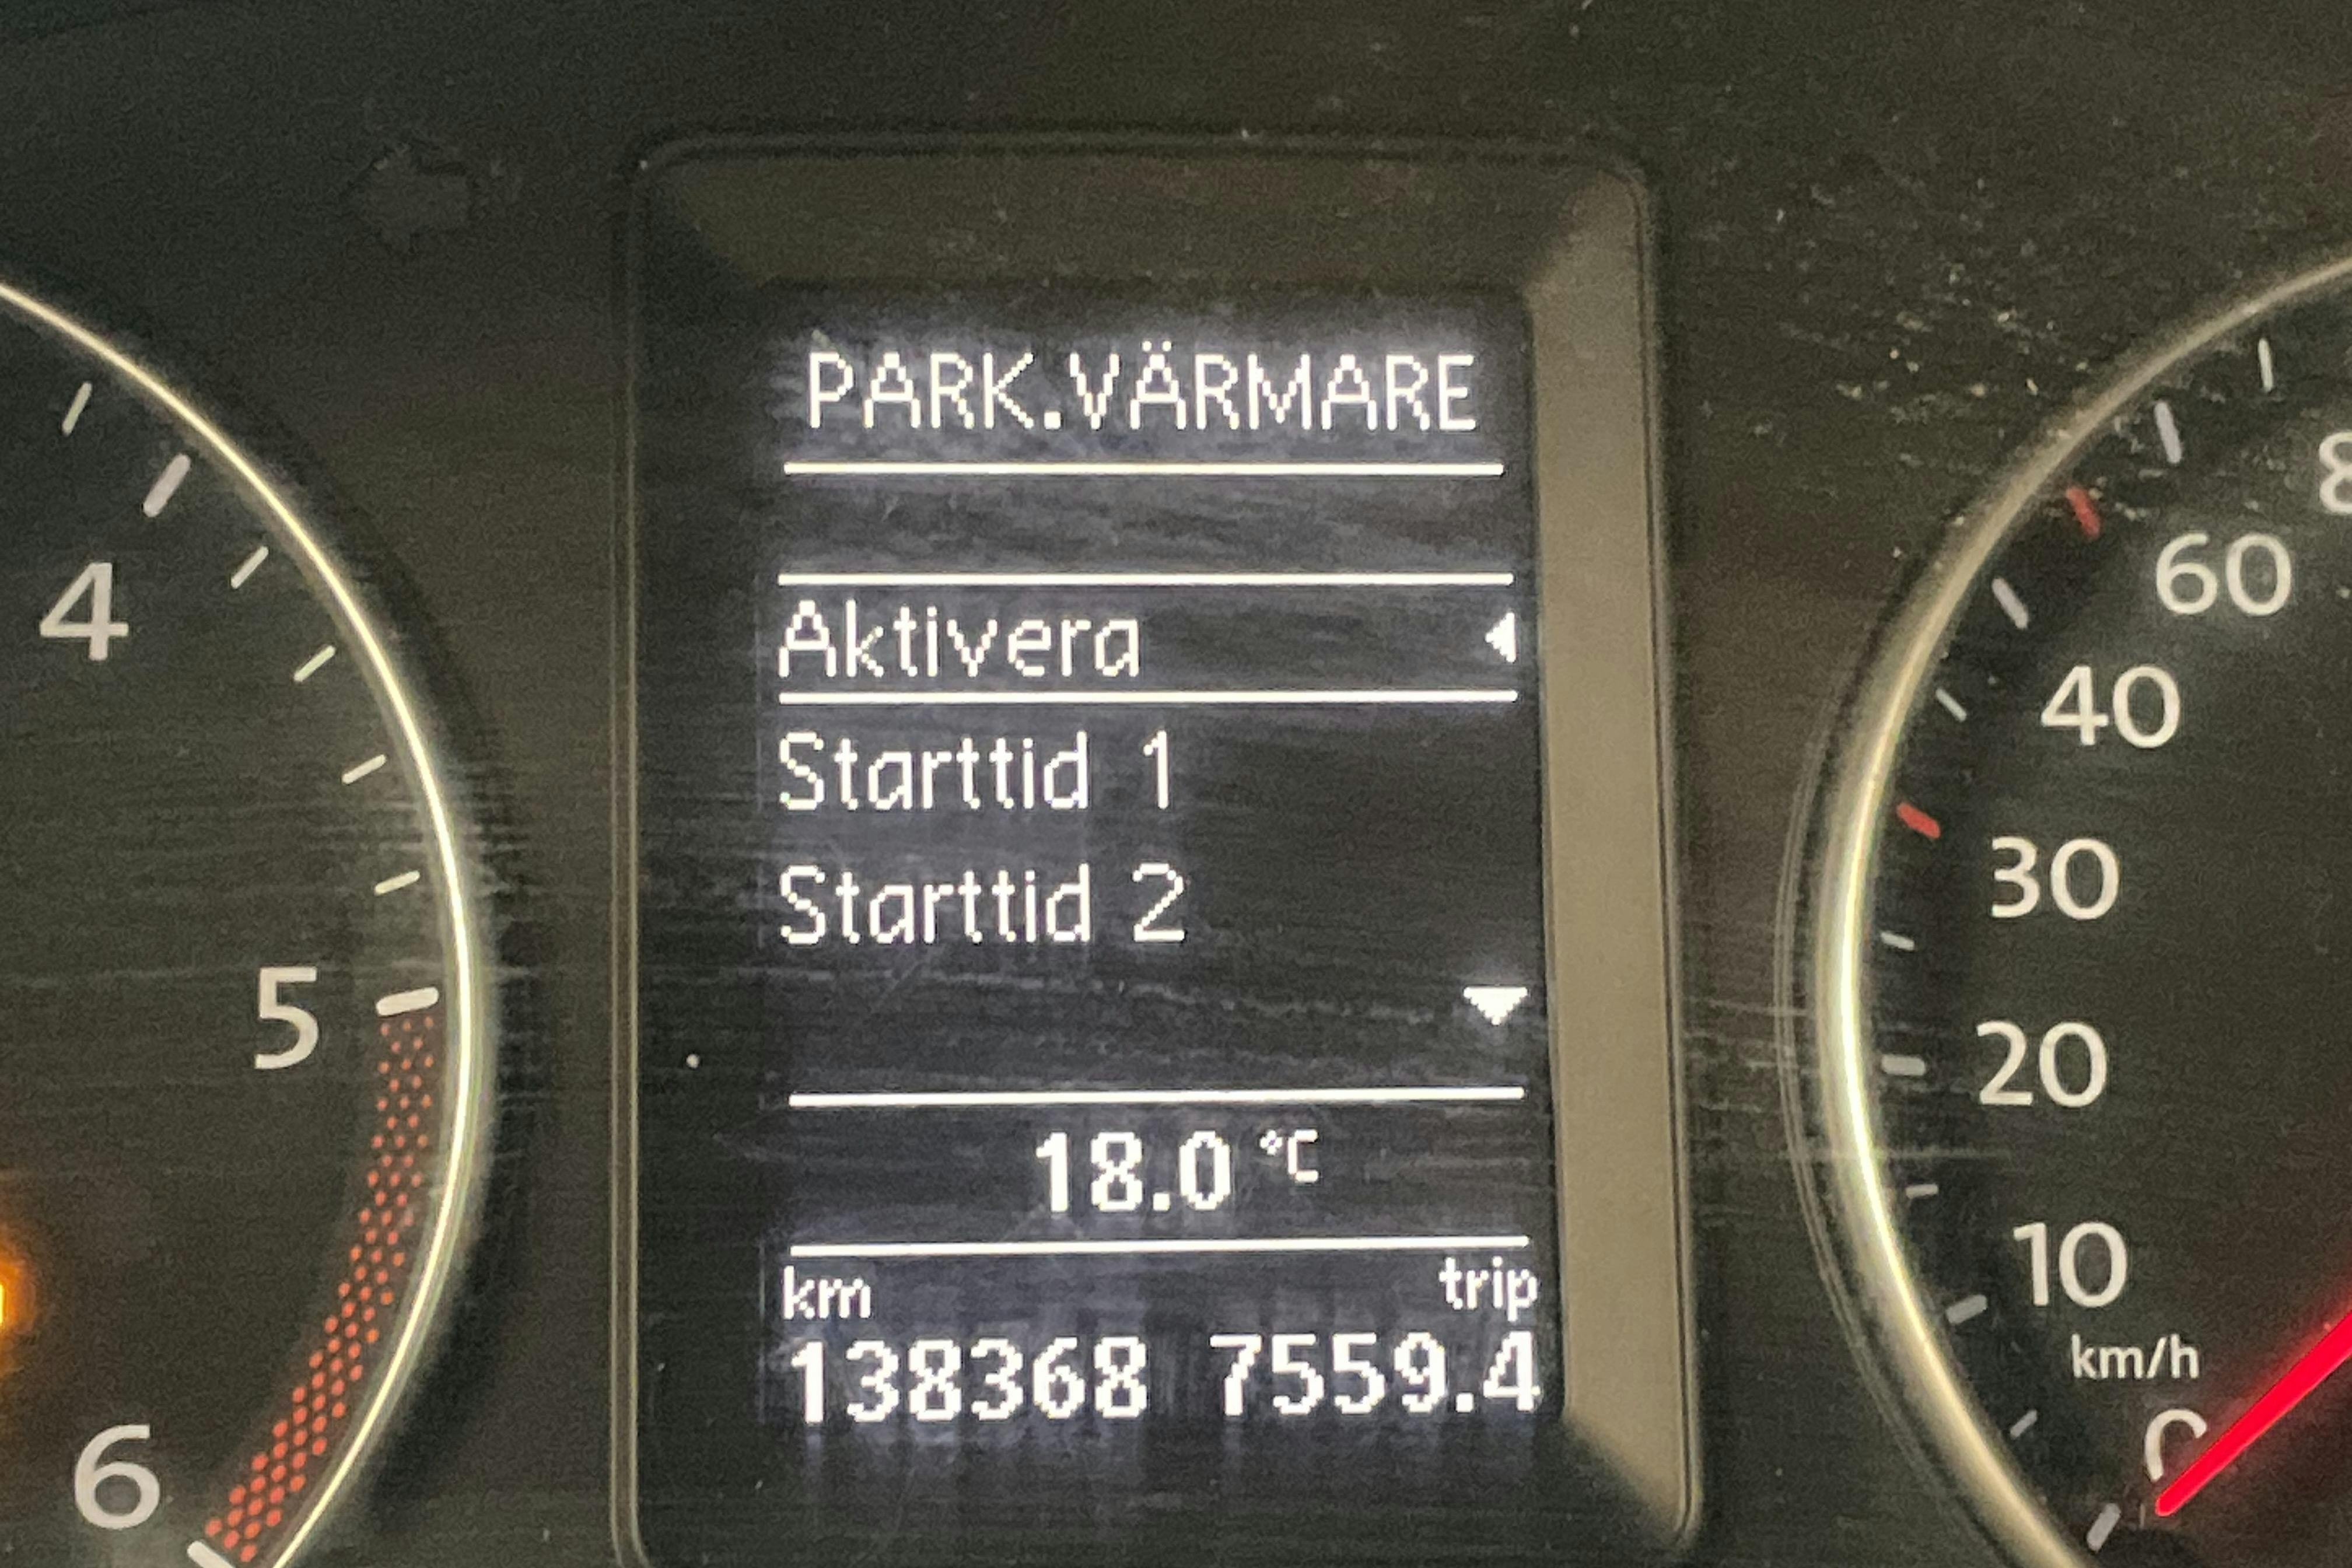 PARK.VÄRMARE
Aktivera
Starttid 1
Starttid 2
18.0 °C
km trip
138368 7559.4
4
5
6
60
40
30
20
10
km/h
0